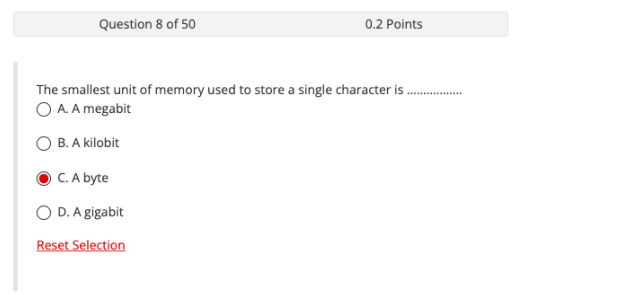 Question 8 of 50 0.2 Points
The smallest unit of memory used to store a single character is .................
A. A megabit
B. A kilobit
C. A byte
D. A gigabit
Reset Selection